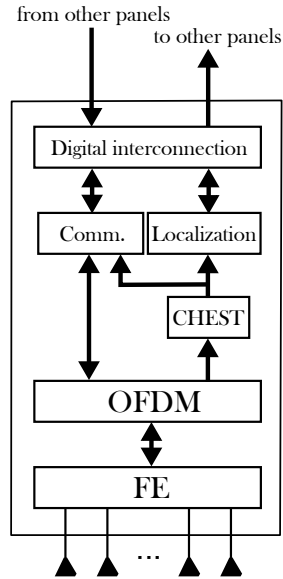 from other panels
to other panels
Digital interconnection
Comm.
Localization
CHEST
OFDM
FE
...